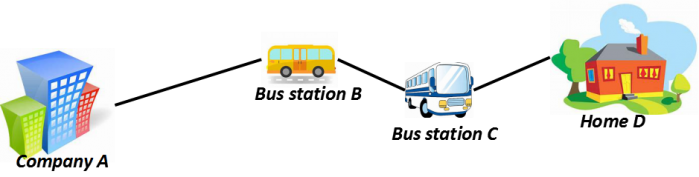 Company A
Bus station B
Bus station C
Home D